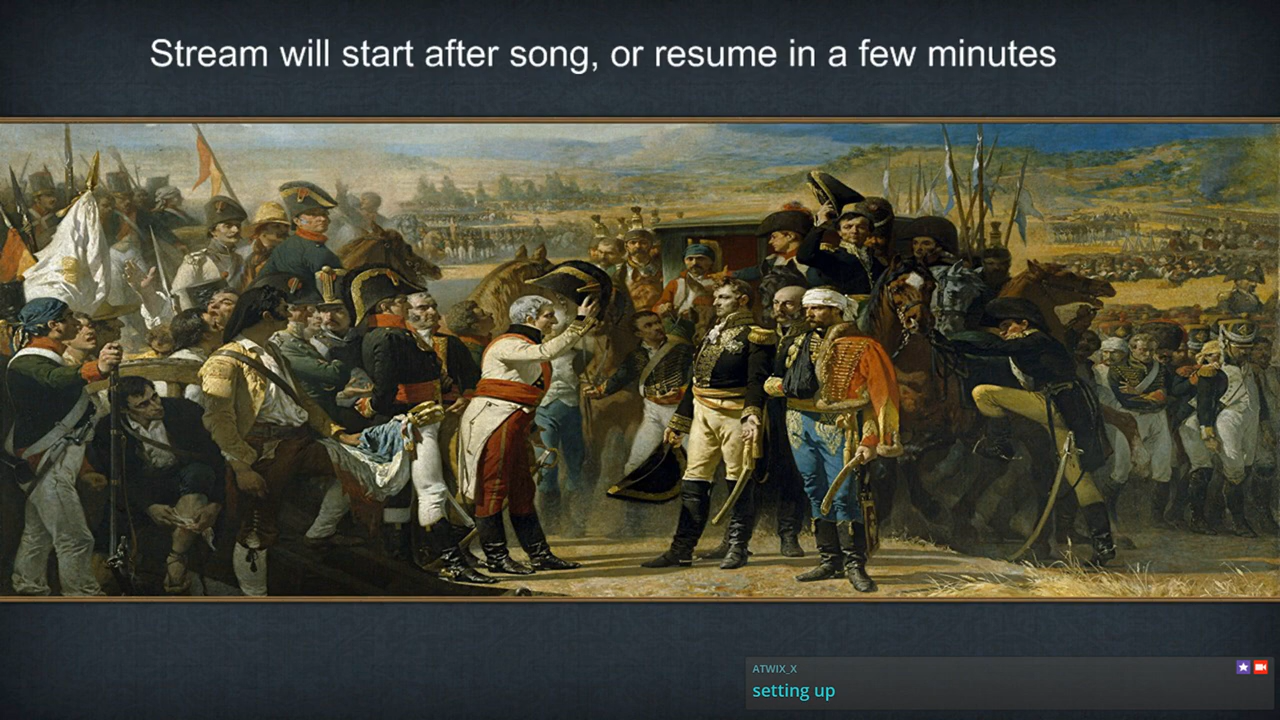 Stream will start after song, or resume in a few minutes
ATWIX_X
setting up